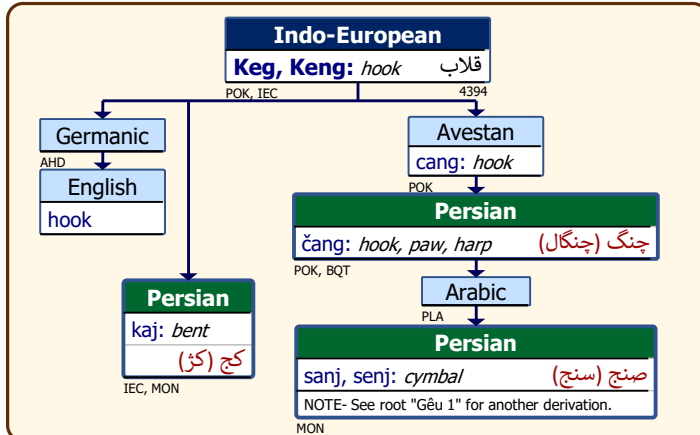 Indo-European
Keg, Keng: hook قلاب
POK, IEC 4394
Germanic
AHD
English
hook
Avestan
cang: hook
POK
Persian
čang: hook, paw, harp چنگ (چنگال)
POK, BQT
Arabic
PLA
Persian
kaj: bent
کج (کژ)
IEC, MON
Persian
sanj, senj: cymbal صنج (سنج)
NOTE- See root "Gêu 1" for another derivation.
MON